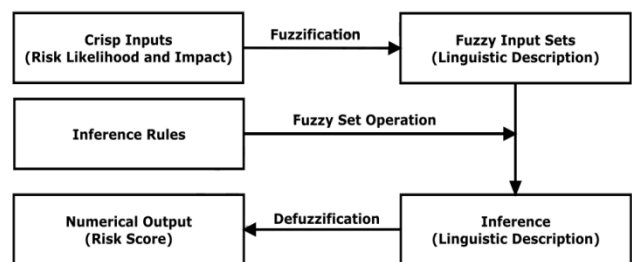 Crisp Inputs
(Risk Likelihood and Impact)
Fuzzification
Fuzzy Input Sets
(Linguistic Description)
Inference Rules
Fuzzy Set Operation
Numerical Output
(Risk Score)
Defuzzification
Inference
(Linguistic Description)